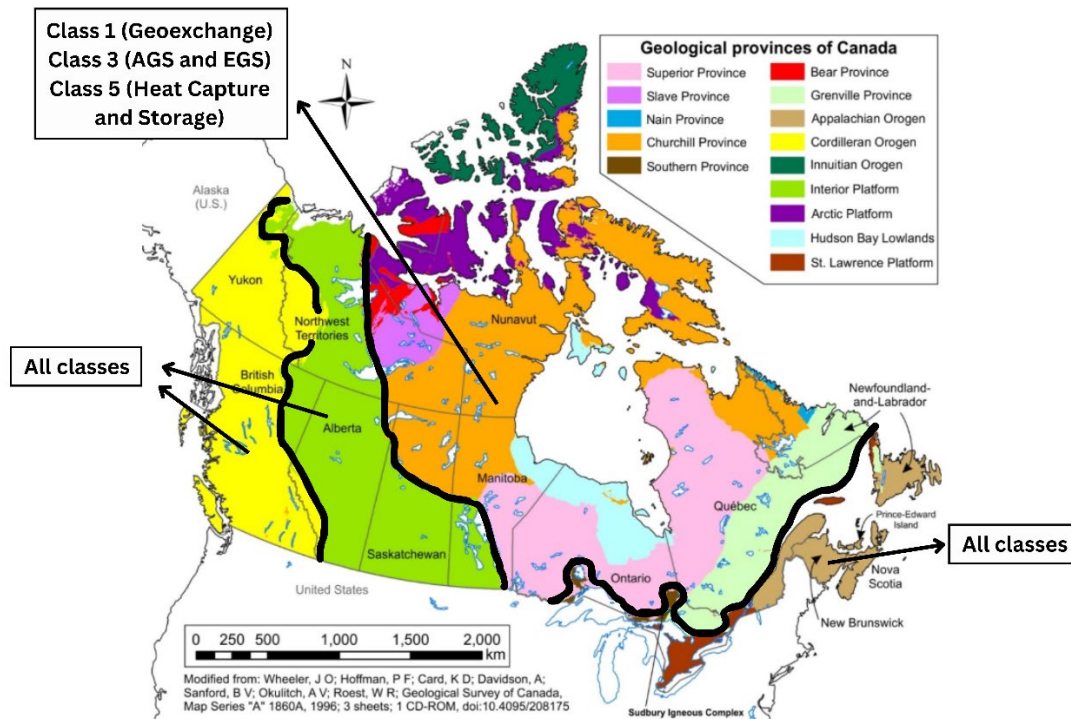 Class 1 (Geoexchange)
Class 3 (AGS and EGS)
Class 5 (Heat Capture
and Storage)
N
Geological provinces of Canada
Superior Province
Slave Province
Nain Province
Churchill Province
Southern Province
Bear Province
Grenville Province
Appalachian Orogen
Cordilleran Orogen
Innuitian Orogen
Interior Platform
Arctic Platform
Hudson Bay Lowlands
St. Lawrence Platform
Alaska
(U.S.)
Yukon
Northwest
Territories
Nunavut
All classes
British
Columbia
Alberta
Saskatchewan
Manitoba
Ontario
Québec
Newfoundland-
and-Labrador
Prince-Edward
Island
All classes
Nova
Scotia
New Brunswick
United States
0 250 500 1,000 1,500 2,000
km
Modified from: Wheeler, J O; Hoffman, P F; Card, K D; Davidson, A;
Sanford, B V; Okulitch, A V; Roest, W R; Geological Survey of Canada,
Map Series "A" 1860A, 1996; 3 sheets; 1 CD-ROM, doi:10.4095/208175
Sudbury Igneous Complex